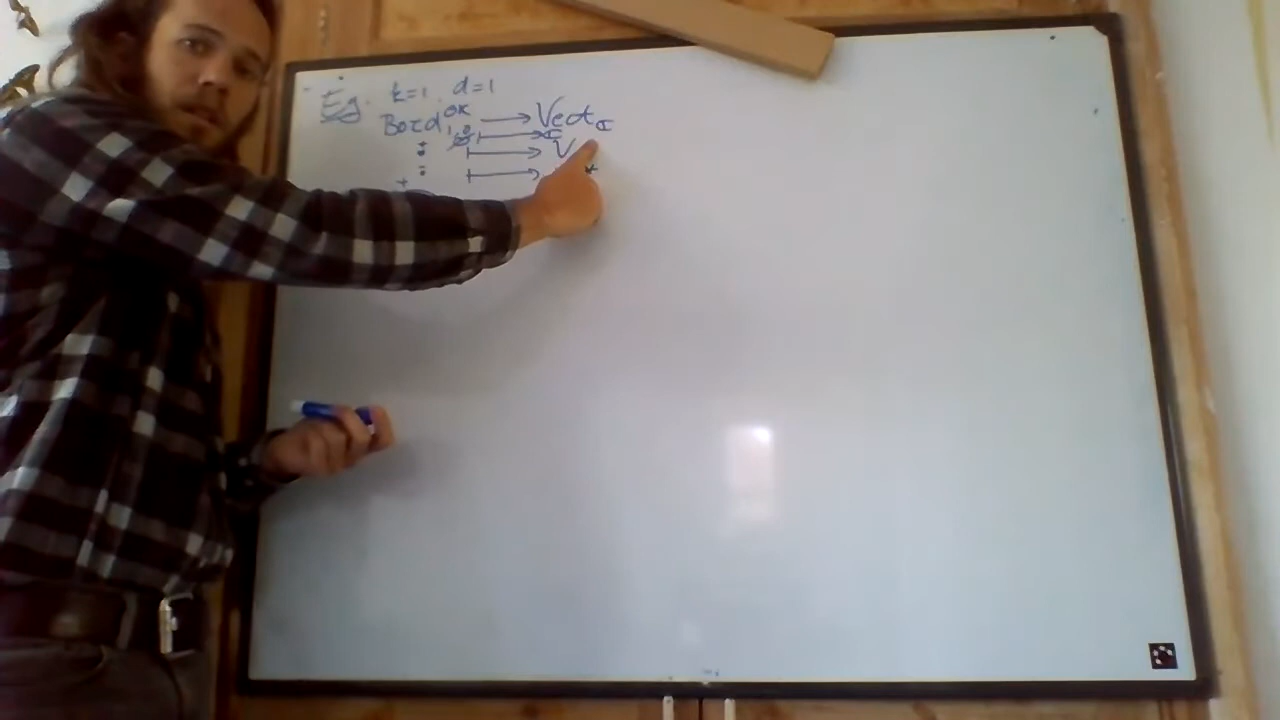 Eg. k=1, d=1
Bord₁^or → Vect_ℂ
∅ ↦ ℂ
+ ↦ V
- ↦ *
+